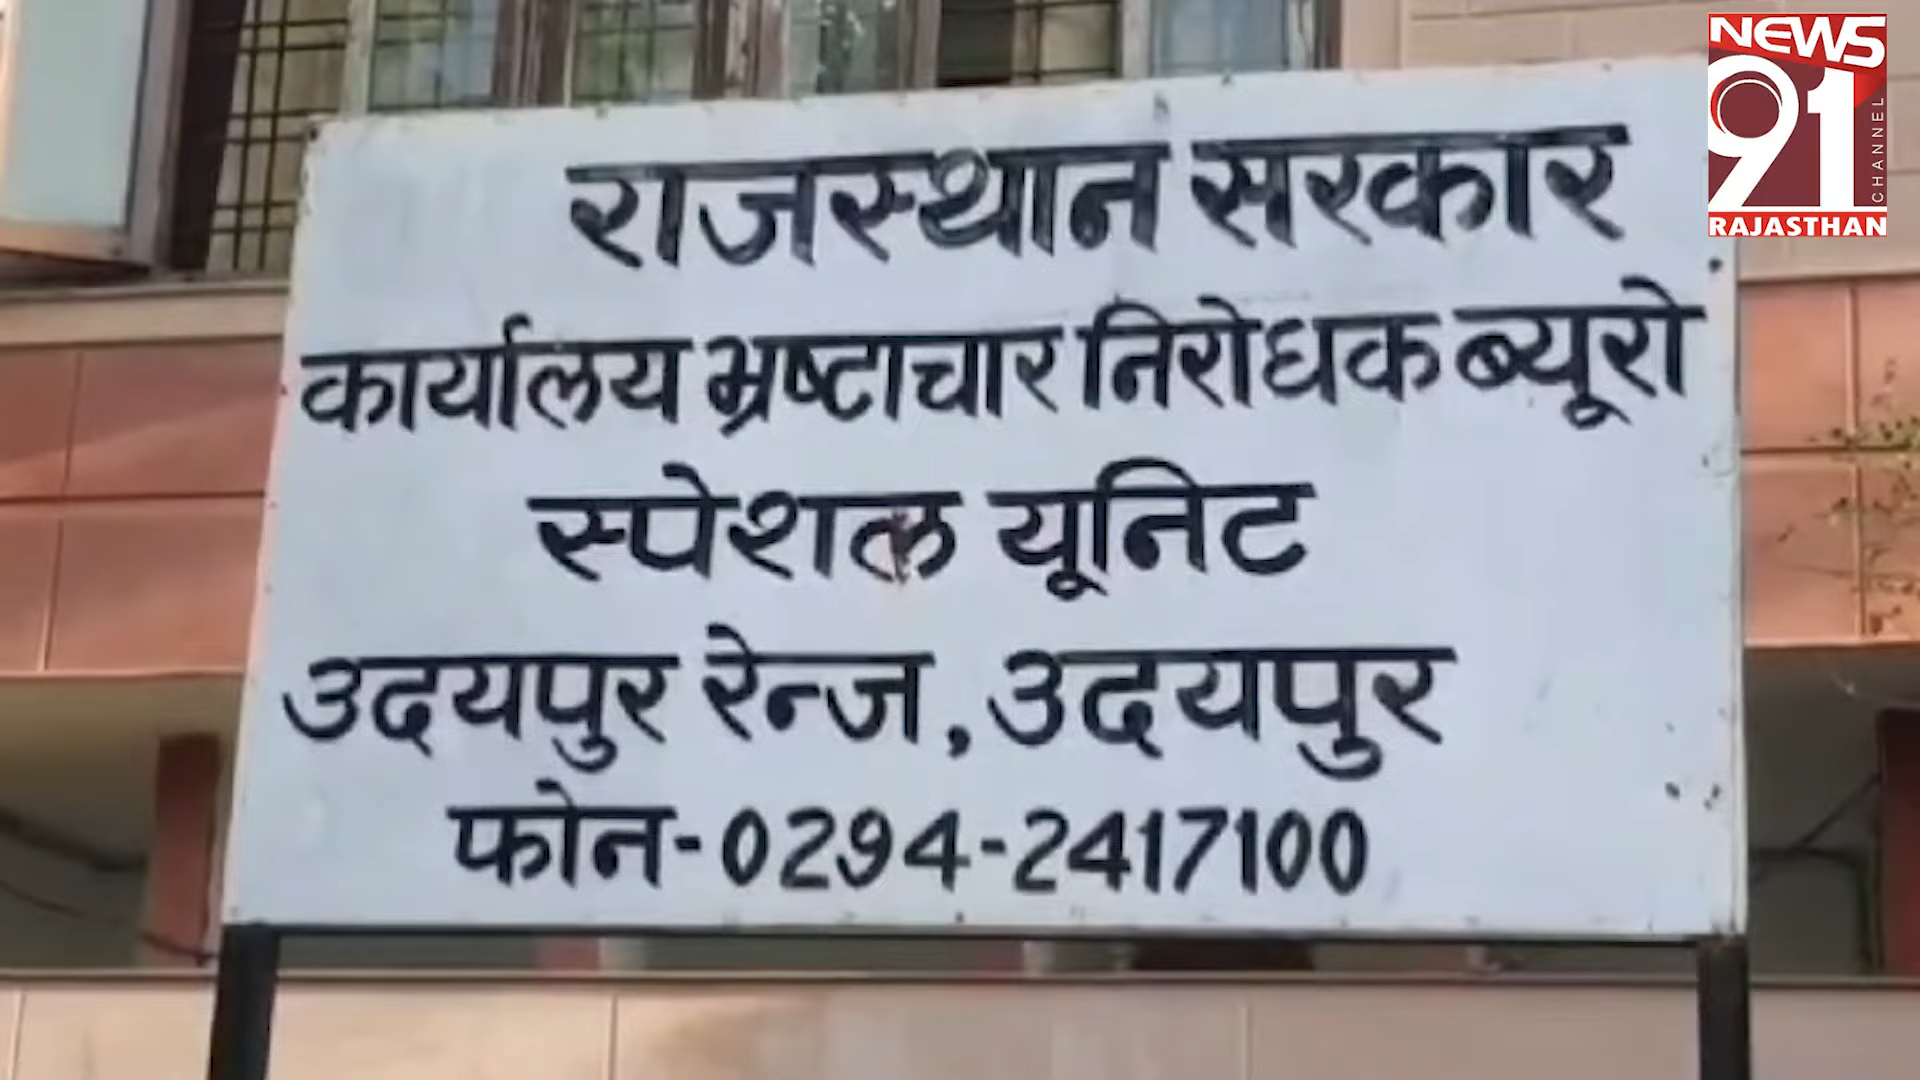 राजस्थान सरकार
कार्यालय भ्रष्टाचार निरोधक ब्यूरो
स्पेशल यूनिट
उदयपुर रेन्ज, उदयपुर
फोन-0294-2417100
NEWS
91
CHANNEL
RAJASTHAN